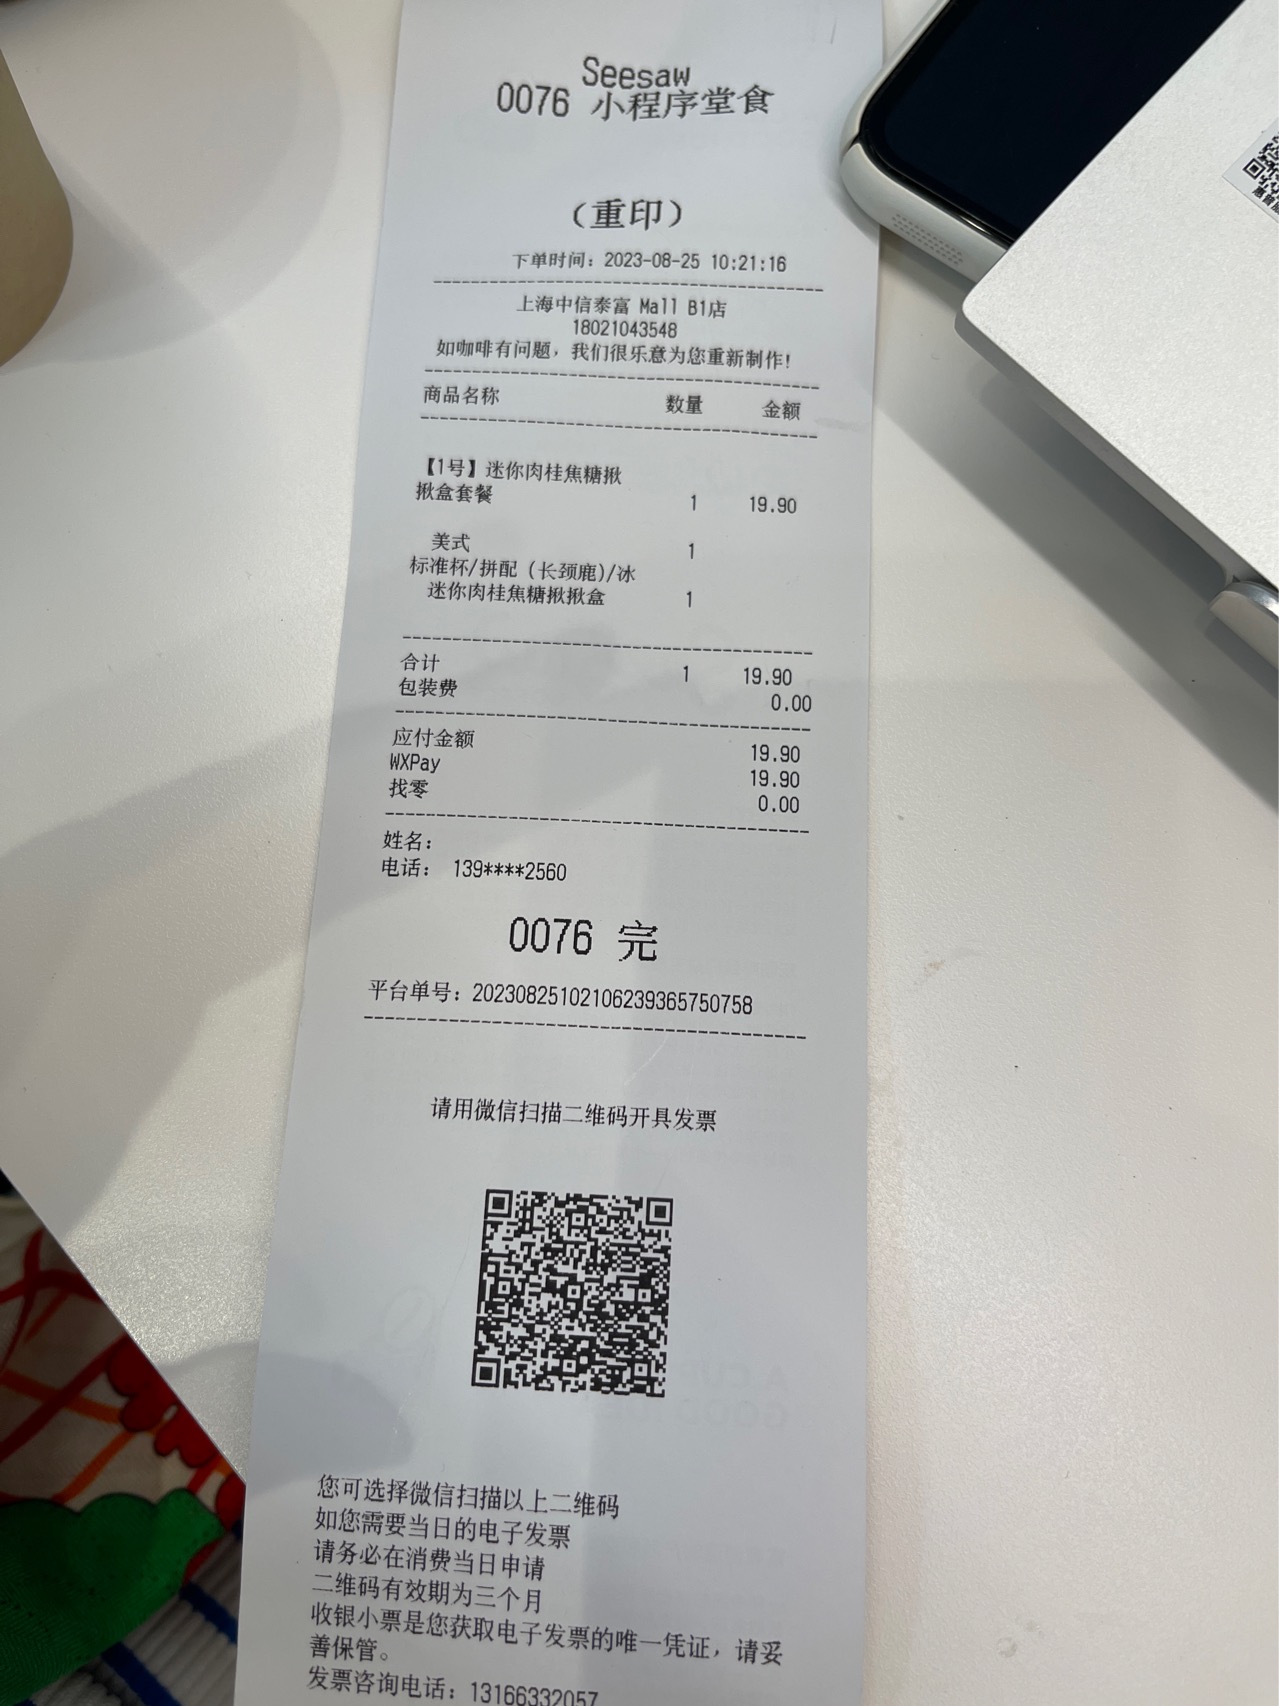 Seesaw
0076 小程序堂食
（重印）
下单时间：2023-08-25 10:21:16
上海中信泰富 Mall B1店
18021043548
如咖啡有问题，我们很乐意为您重新制作！
商品名称 数量 金额
【1号】迷你肉桂焦糖揪
揪盒套餐 1 19.90
美式 1
标准杯/拼配（长颈鹿)/冰
迷你肉桂焦糖揪揪盒 1
合计 1 19.90
包装费 0.00
应付金额 19.90
WXPay 19.90
找零 0.00
姓名：
电话： 139****2560
0076 完
平台单号：20230825102106239365750758
请用微信扫描二维码开具发票
您可选择微信扫描以上二维码
如您需要当日的电子发票
请务必在消费当日申请
二维码有效期为三个月
收银小票是您获取电子发票的唯一凭证，请妥
善保管。
发票咨询电话：13166332057